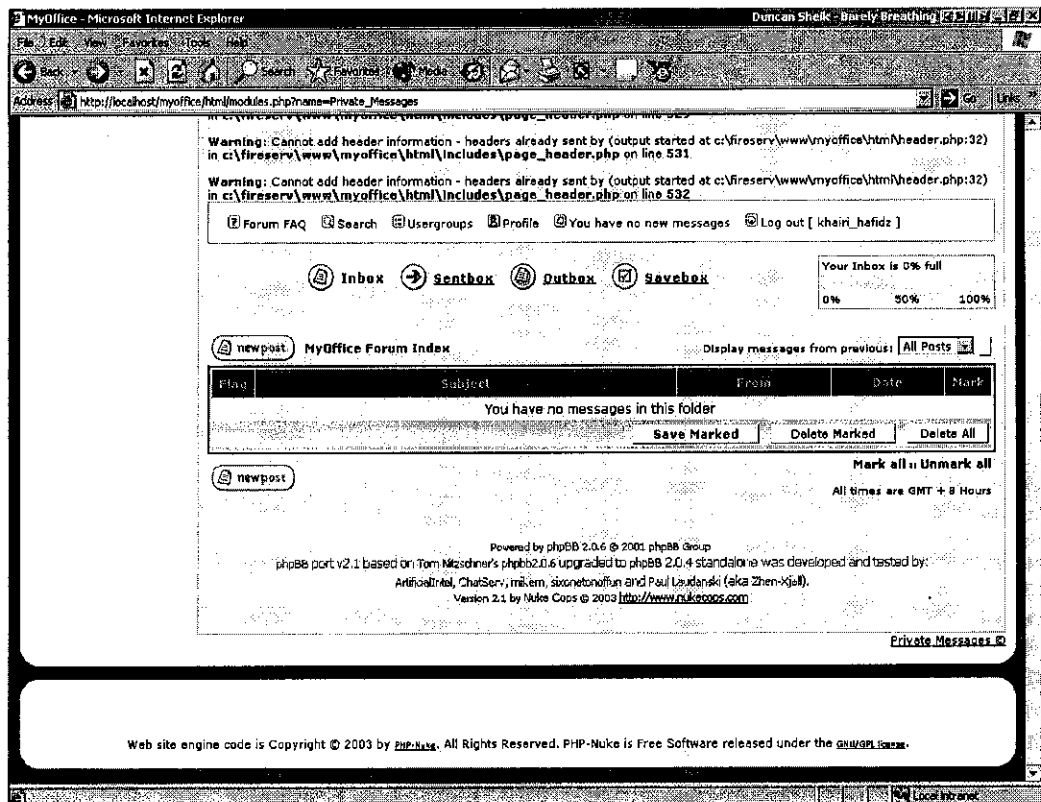 MyOffice - Microsoft Internet Explorer
Duncan Sheik - Barely Breathing
File Edit View Favorites Tools Help
Back Search Favorites Media
Address http://localhost/myoffice/html/modules.php?name=Private_Messages Go Links
in c:\fireserv\www\myoffice\html\includes\page_header.php on line 529
Warning: Cannot add header information - headers already sent by (output started at c:\fireserv\www\myoffice\html\header.php:32)
in c:\fireserv\www\myoffice\html\includes\page_header.php on line 531
Warning: Cannot add header information - headers already sent by (output started at c:\fireserv\www\myoffice\html\header.php:32)
in c:\fireserv\www\myoffice\html\includes\page_header.php on line 532
Forum FAQ Search Usergroups Profile You have no new messages Log out [ khairi_hafidz ]
Inbox Sentbox Outbox Savebox
Your Inbox is 0% full
0% 50% 100%
newpost MyOffice Forum Index Display messages from previous: All Posts
Flag Subject From Date Mark
You have no messages in this folder
Save Marked Delete Marked Delete All
Mark all :: Unmark all
newpost
All times are GMT + 8 Hours
Powered by phpBB 2.0.6 © 2001 phpBB Group
phpBB port v2.1 based on Tom Nitzschner's phpbb2.0.6 upgraded to phpBB 2.0.4 standalone was developed and tested by:
ArtificialIntel, ChatServ, mikem, sixonetonoffun and Paul Laudanski (aka Zhen-Xjell).
Version 2.1 by Nuke Cops © 2003 http://www.nukecops.com
Private Messages ©
Web site engine code is Copyright © 2003 by PHP-Nuke. All Rights Reserved. PHP-Nuke is Free Software released under the GNU/GPL license.
Local intranet